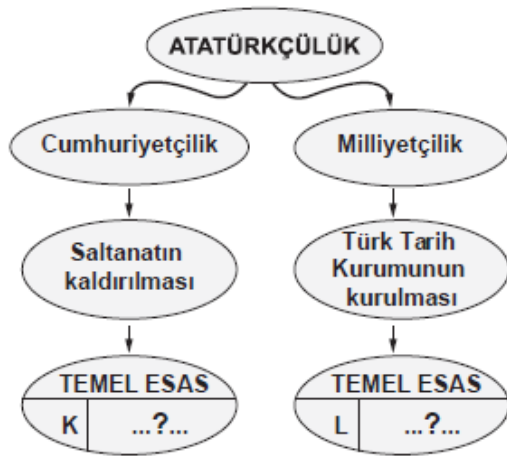 ATATÜRKÇÜLÜK
Cumhuriyetçilik
Milliyetçilik
Saltanatın
kaldırılması
Türk Tarih
Kurumunun
kurulması
TEMEL ESAS
K ...?...
TEMEL ESAS
L ...?...